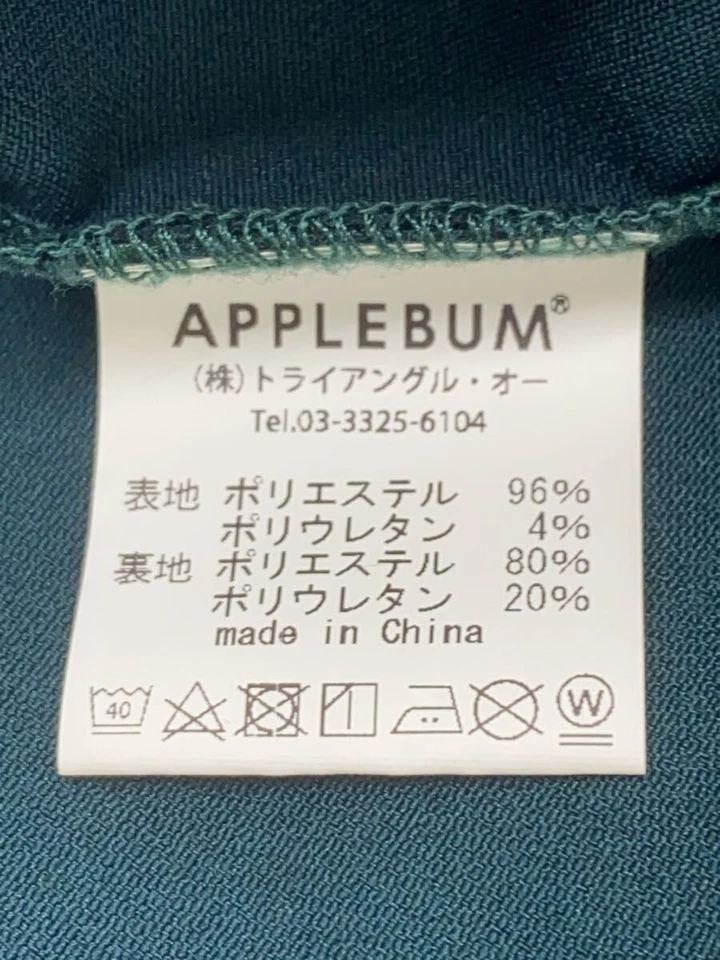 APPLEBUM®
(株)トライアングル・オー
Tel.03-3325-6104
表地 ポリエステル 96%
ポリウレタン 4%
裏地 ポリエステル 80%
ポリウレタン 20%
made in China
40 W